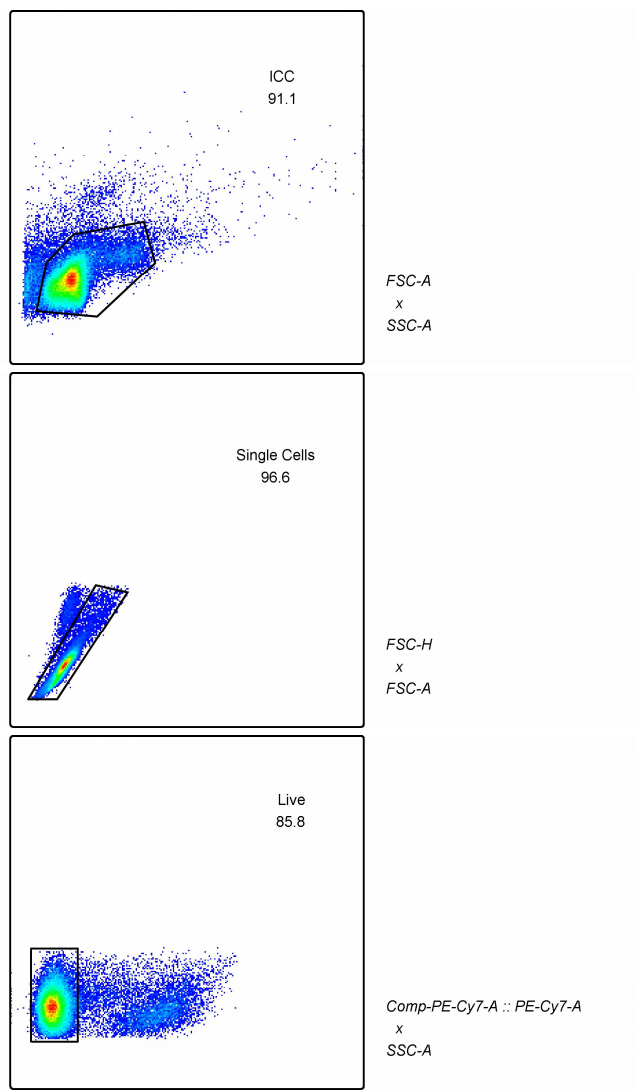 ICC
91.1
FSC-A
x
SSC-A
Single Cells
96.6
FSC-H
x
FSC-A
Live
85.8
Comp-PE-Cy7-A :: PE-Cy7-A
x
SSC-A